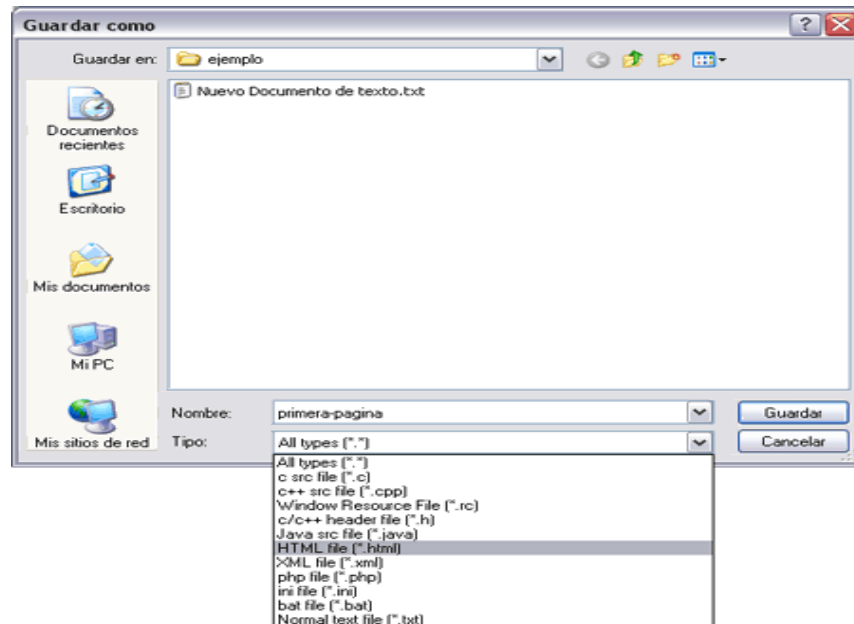 Guardar como
Guardar en: ejemplo
Nuevo Documento de texto.txt
Documentos
recientes
Escritorio
Mis documentos
Mi PC
Mis sitios de red
Nombre: primera-pagina Guardar
Tipo: All types (*.*) Cancelar
All types (*.*)
c src file (*.c)
c++ src file (*.cpp)
Window Resource File (*.rc)
c/c++ header file (*.h)
Java src file (*.java)
HTML file (*.html)
XML file (*.xml)
php file (*.php)
ini file (*.ini)
bat file (*.bat)
Normal text file (*.txt)